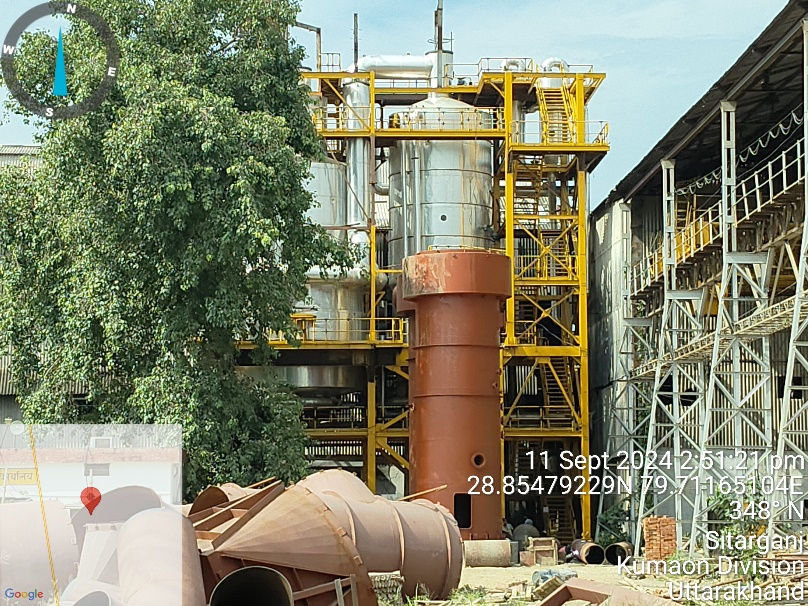 N
W
E
S
11 Sept 2024 2:51:21 pm
28.85479229N 79.71165104E
348° N
Sitarganj
Kumaon Division
Uttarakhand
Google